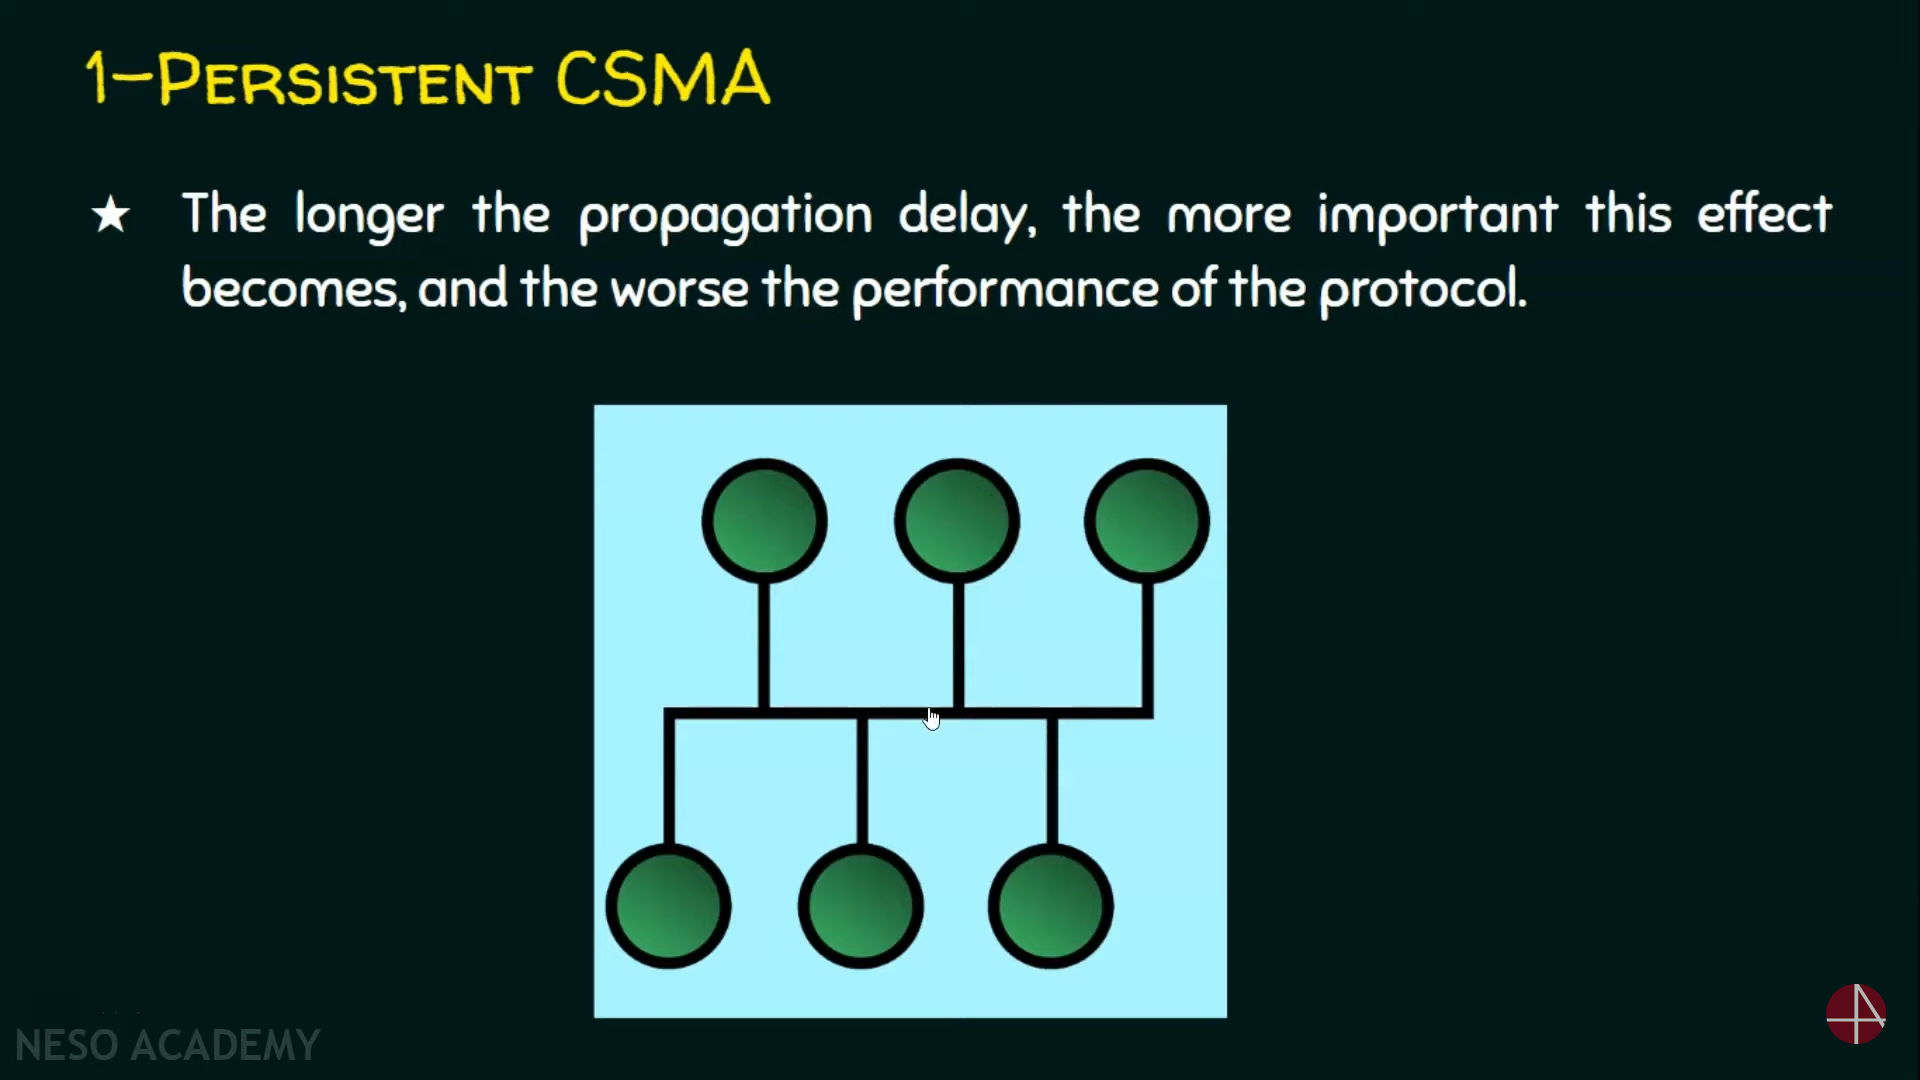 1-Persistent CSMA
★ The longer the propagation delay, the more important this effect
becomes, and the worse the performance of the protocol.
NESO ACADEMY